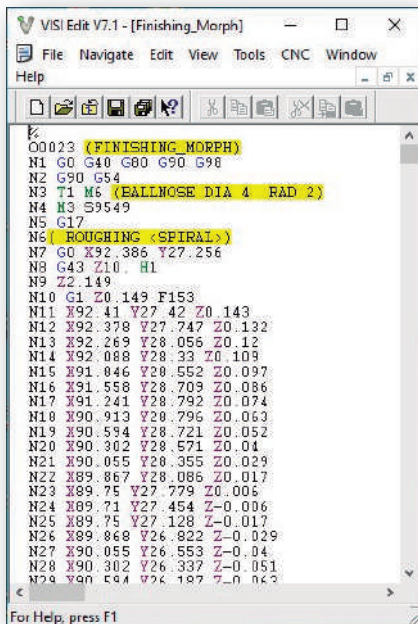 VISI Edit V7.1 - [Finishing_Morph]
File Navigate Edit View Tools CNC Window
Help
%
O0023 (FINISHING_MORPH)
N1 G0 G40 G80 G90 G98
N2 G90 G54
N3 T1 M6 (BALLNOSE DIA 4 RAD 2)
N4 M3 S9549
N5 G17
N6( ROUGHING <SPIRAL>)
N7 G0 X92.386 Y27.256
N8 G43 Z10. H1
N9 Z2.149
N10 G1 Z0.149 F153
N11 X92.41 Y27.42 Z0.143
N12 X92.378 Y27.747 Z0.132
N13 X92.269 Y28.056 Z0.12
N14 X92.088 Y28.33 Z0.109
N15 X91.846 Y28.552 Z0.097
N16 X91.558 Y28.709 Z0.086
N17 X91.241 Y28.792 Z0.074
N18 X90.913 Y28.796 Z0.063
N19 X90.594 Y28.721 Z0.052
N20 X90.302 Y28.571 Z0.04
N21 X90.055 Y28.355 Z0.029
N22 X89.867 Y28.086 Z0.017
N23 X89.75 Y27.779 Z0.006
N24 X89.71 Y27.454 Z-0.006
N25 X89.75 Y27.128 Z-0.017
N26 X89.868 Y26.822 Z-0.029
N27 X90.055 Y26.553 Z-0.04
N28 X90.302 Y26.337 Z-0.051
N29 X90.594 Y26.187 Z-0.063
For Help, press F1